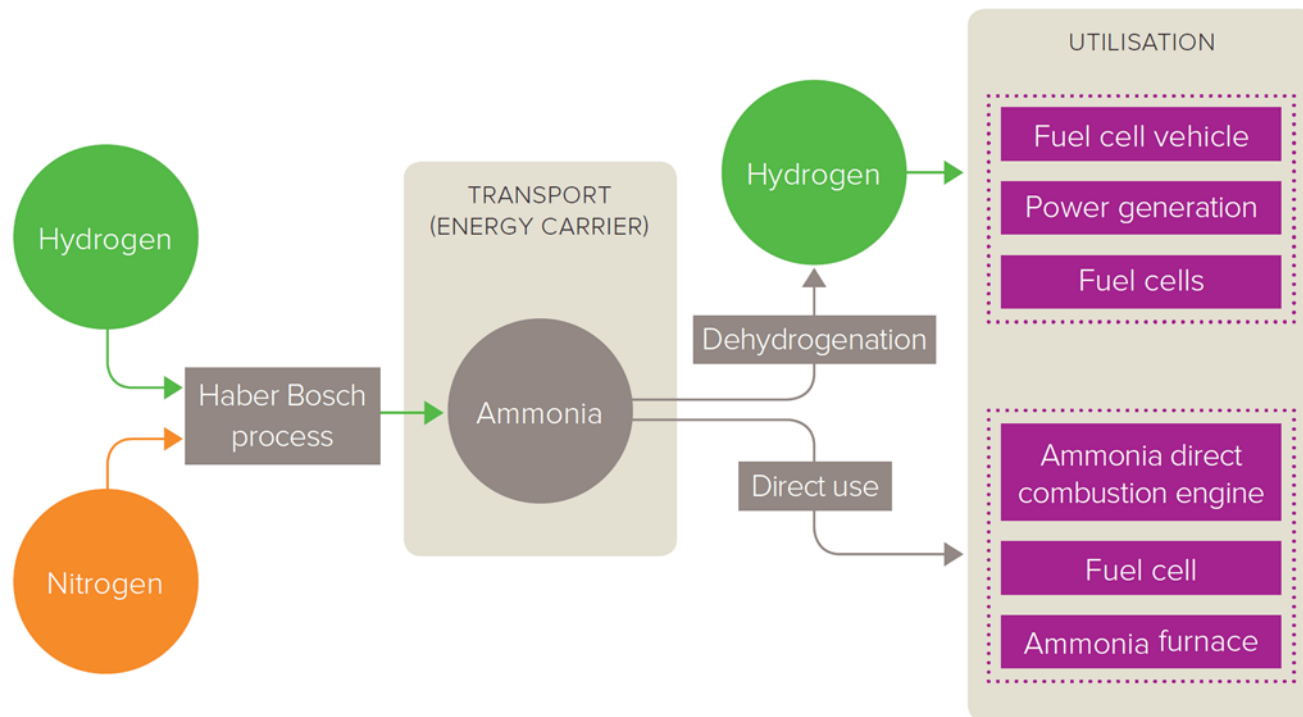 Hydrogen
Nitrogen
Haber Bosch
process
TRANSPORT
(ENERGY CARRIER)
Ammonia
Dehydrogenation
Direct use
Hydrogen
UTILISATION
Fuel cell vehicle
Power generation
Fuel cells
Ammonia direct
combustion engine
Fuel cell
Ammonia furnace